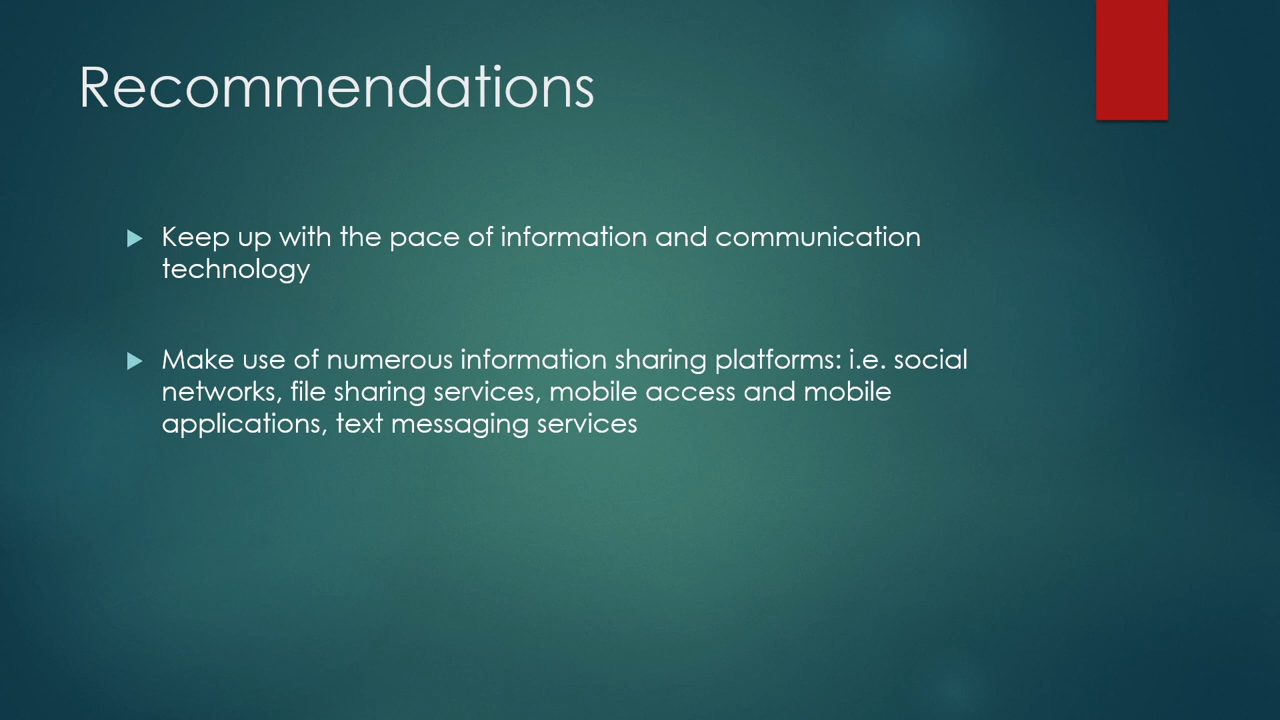 Recommendations
Keep up with the pace of information and communication
technology
Make use of numerous information sharing platforms: i.e. social
networks, file sharing services, mobile access and mobile
applications, text messaging services